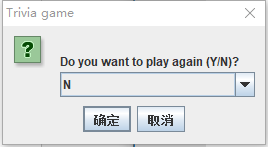 Trivia game
?
Do you want to play again (Y/N)?
N
确定 取消